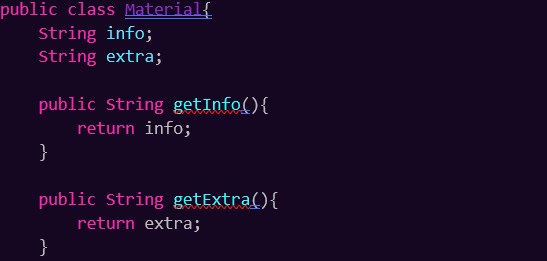 public class Material{
String info;
String extra;
public String getInfo(){
return info;
}
public String getExtra(){
return extra;
}